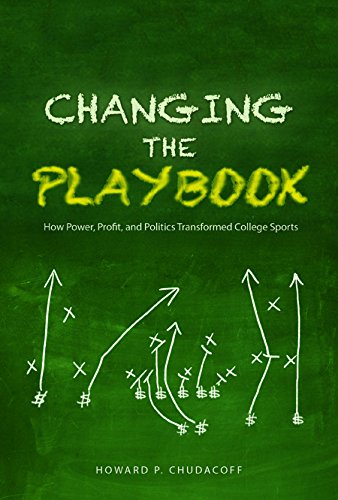 CHANGING
THE
PLAYBOOK
How Power, Profit, and Politics Transformed College Sports
X X X X X X X X
X X X
$ $ $ $ $ $ $ $ $ $ $
HOWARD P. CHUDACOFF